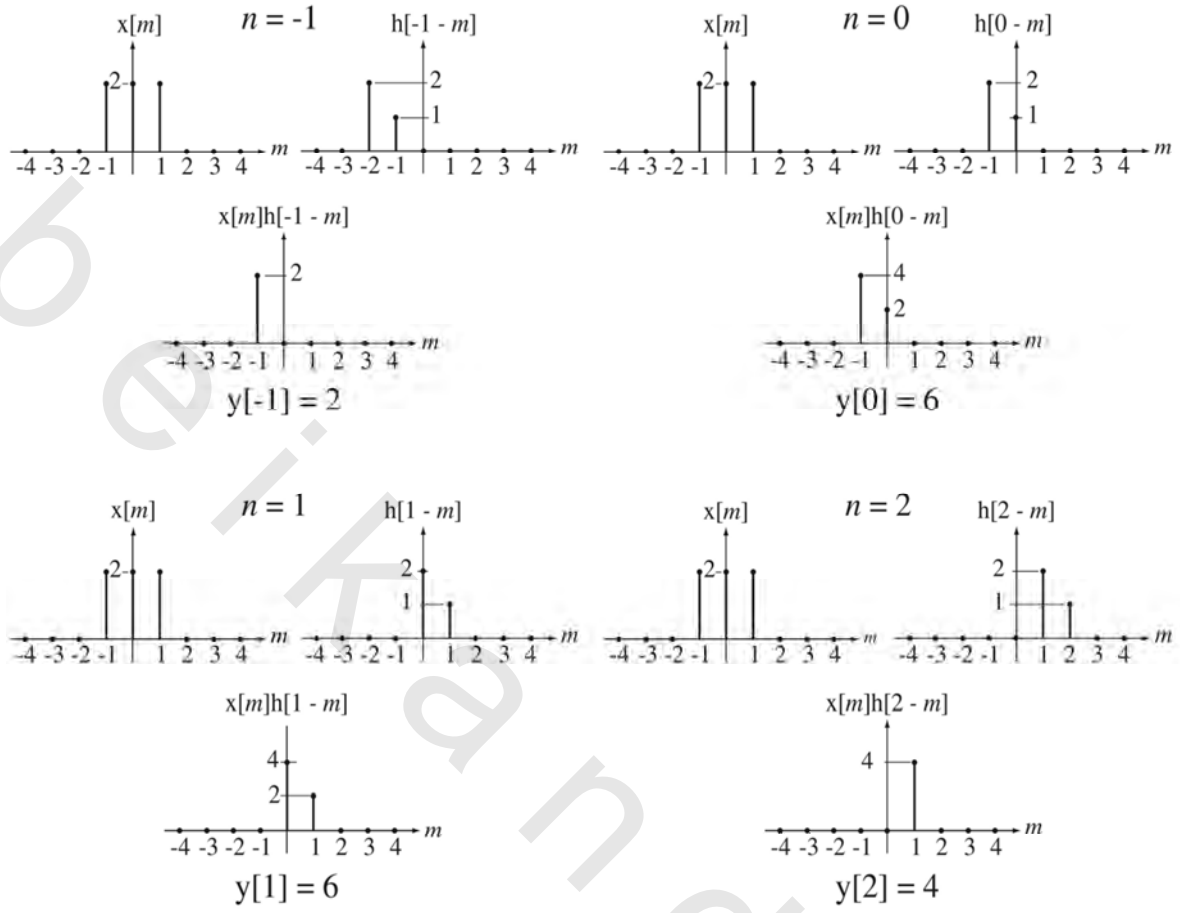 x[m] n = -1 h[-1 - m]
2
2
1
-4 -3 -2 -1 1 2 3 4 m
-4 -3 -2 -1 1 2 3 4 m
x[m]h[-1 - m]
2
-4 -3 -2 -1 1 2 3 4 m
y[-1] = 2
x[m] n = 0 h[0 - m]
2
2
1
-4 -3 -2 -1 1 2 3 4 m
-4 -3 -2 -1 1 2 3 4 m
x[m]h[0 - m]
4
2
-4 -3 -2 -1 1 2 3 4 m
y[0] = 6
x[m] n = 1 h[1 - m]
2
2
1
-4 -3 -2 -1 1 2 3 4 m
-4 -3 -2 -1 1 2 3 4 m
x[m]h[1 - m]
4
2
-4 -3 -2 -1 1 2 3 4 m
y[1] = 6
x[m] n = 2 h[2 - m]
2
2
1
-4 -3 -2 -1 1 2 3 4 m
-4 -3 -2 -1 1 2 3 4 m
x[m]h[2 - m]
4
-4 -3 -2 -1 1 2 3 4 m
y[2] = 4
beikan